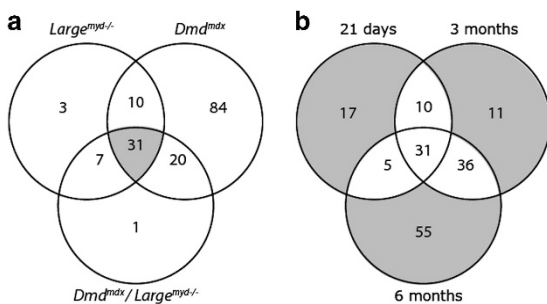 a
Large^myd-/-
Dmd^mdx
3
10
84
31
7
20
1
Dmd^mdx / Large^myd-/-
b
21 days
3 months
17
10
11
31
5
36
55
6 months